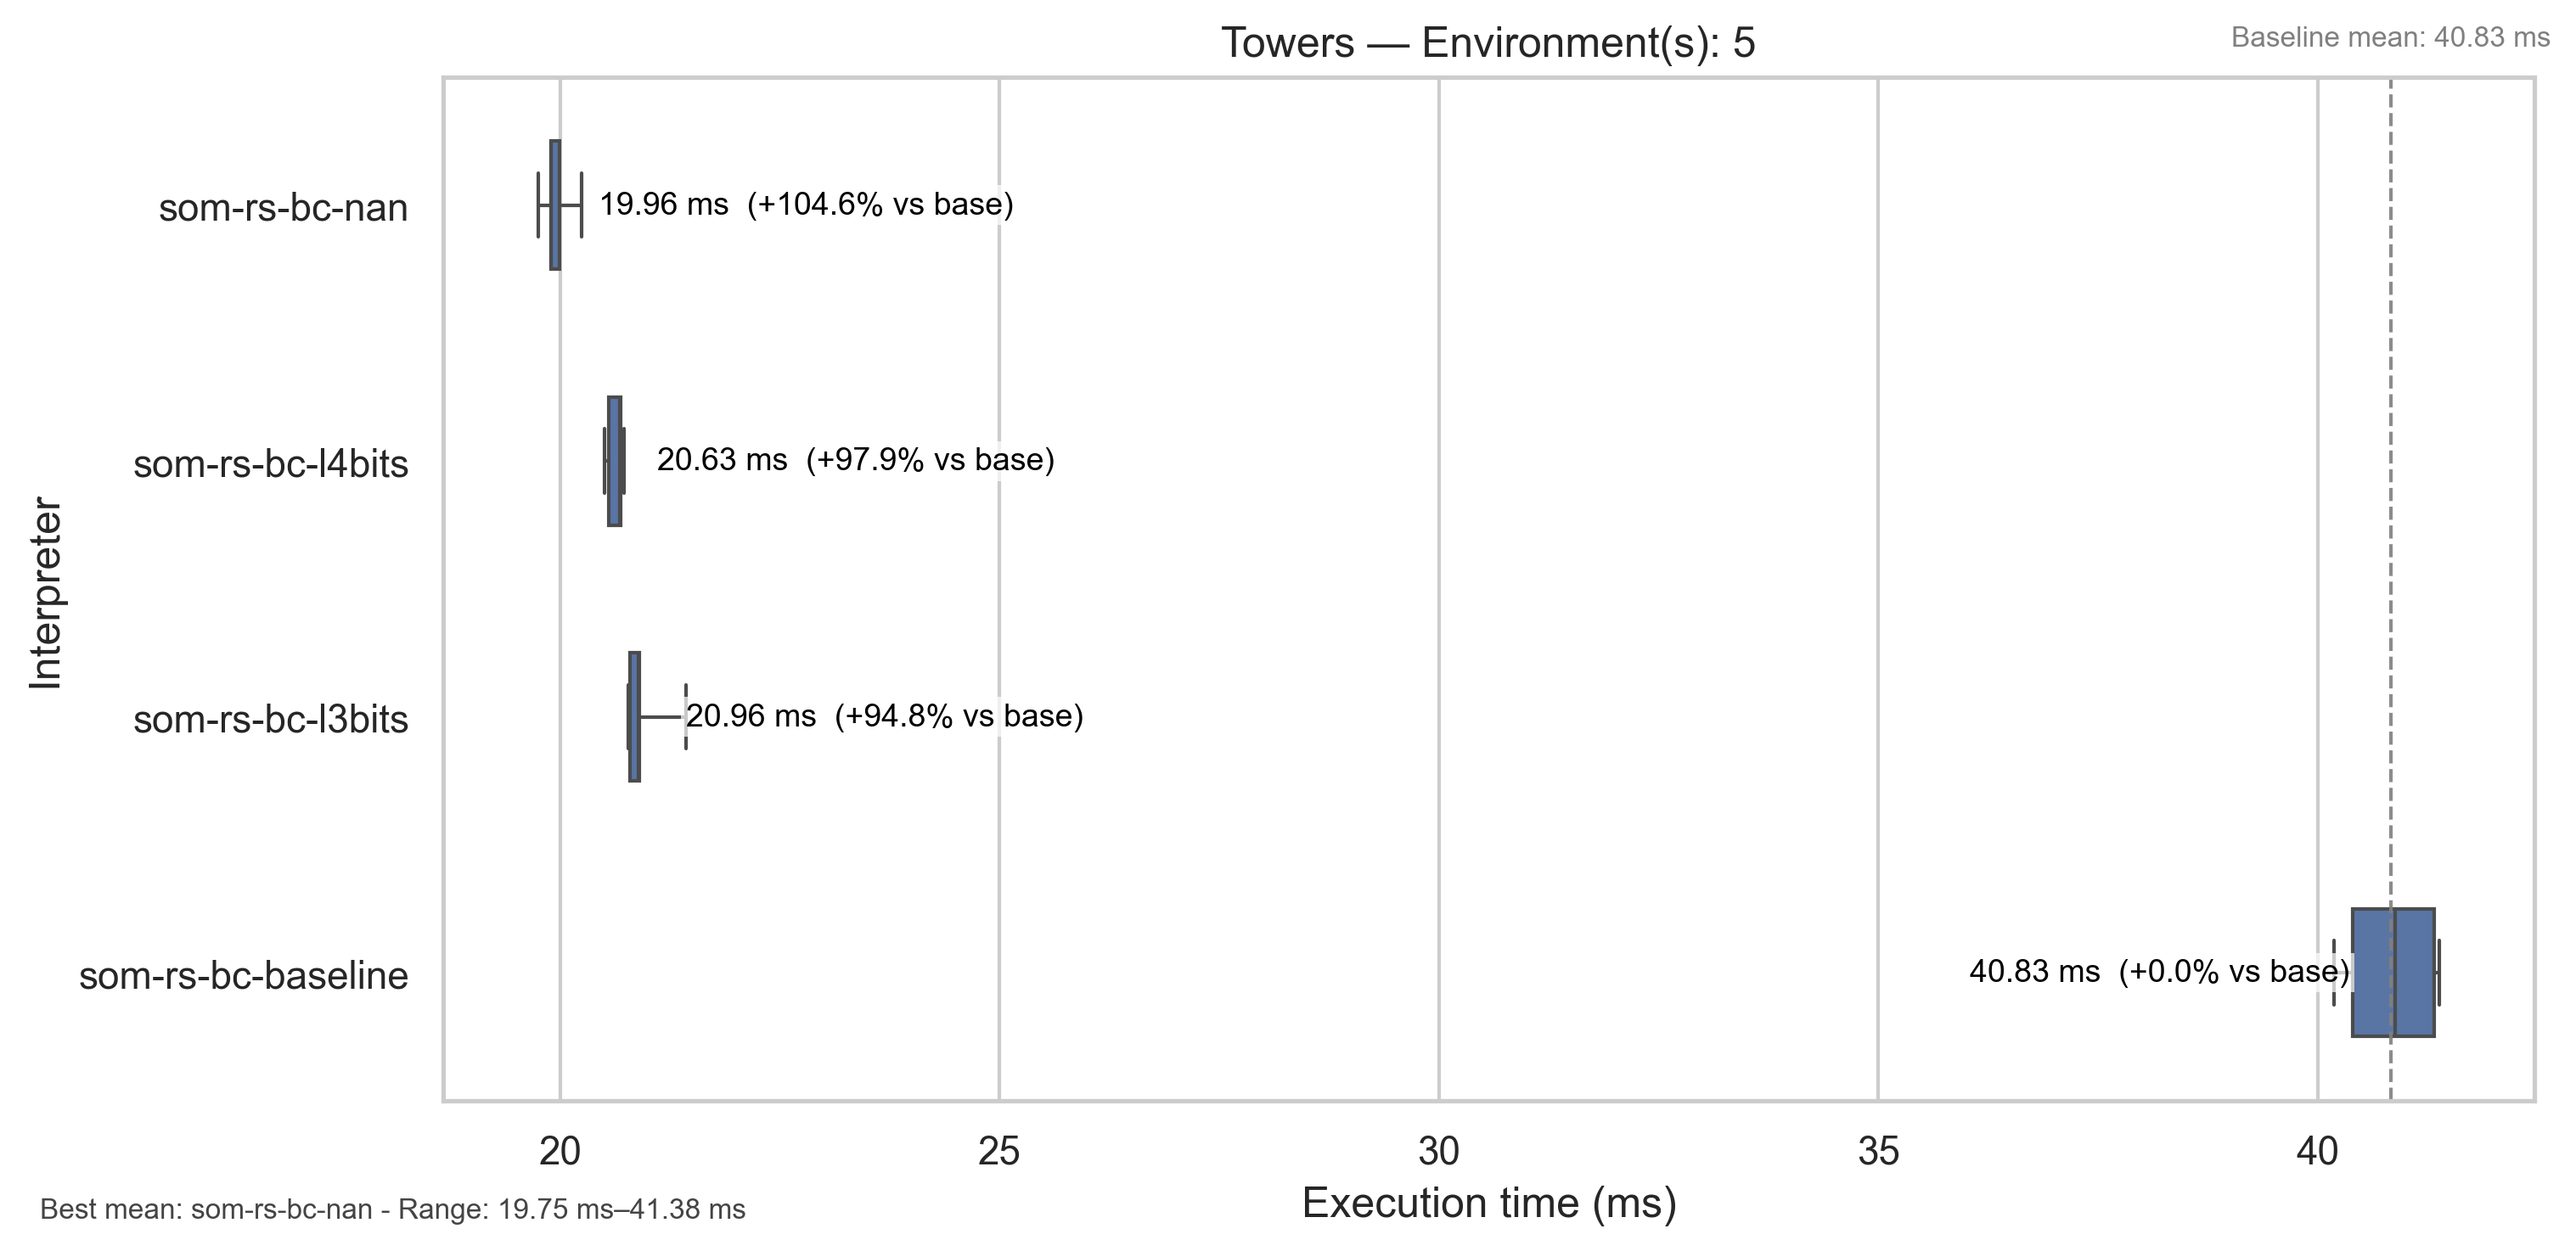 Towers — Environment(s): 5
Baseline mean: 40.83 ms
Interpreter
som-rs-bc-nan
19.96 ms  (+104.6% vs base)
som-rs-bc-l4bits
20.63 ms  (+97.9% vs base)
som-rs-bc-l3bits
20.96 ms  (+94.8% vs base)
som-rs-bc-baseline
40.83 ms  (+0.0% vs base)
20 25 30 35 40
Execution time (ms)
Best mean: som-rs-bc-nan - Range: 19.75 ms–41.38 ms